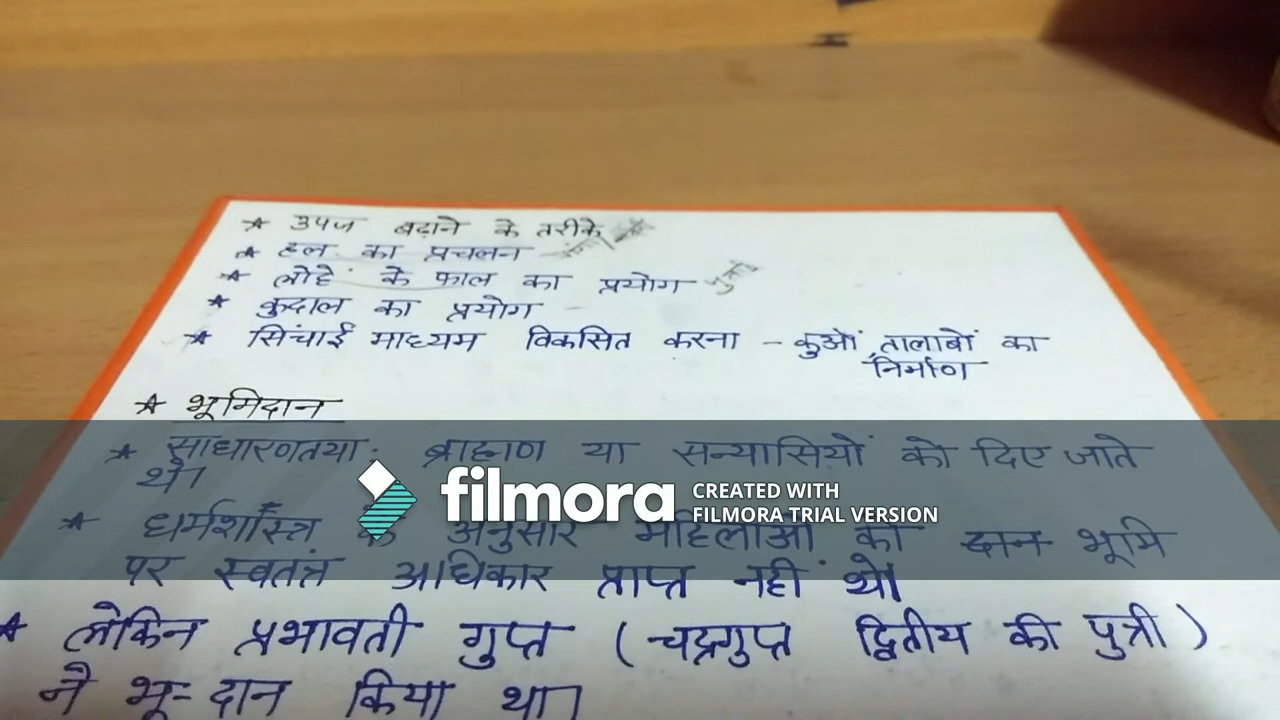 * उपज बढ़ाने के तरीके
* हल का प्रचलन
* लोहे के फाल का प्रयोग
* कुदाल का प्रयोग
* सिंचाई माध्यम विकसित करना - कुओं, तालाबों का
निर्माण
* भूमिदान
* साधारणतया ब्राह्मण या सन्यासियों को दिए जाते
थे।
filmora CREATED WITH
FILMORA TRIAL VERSION
* धर्मशास्त्र के अनुसार महिलाओं का भूमि
पर स्वतंत्र अधिकार प्राप्त नहीं थे।
* लेकिन प्रभावती गुप्त (चन्द्रगुप्त द्वितीय की पुत्री)
ने भू-दान किया था।